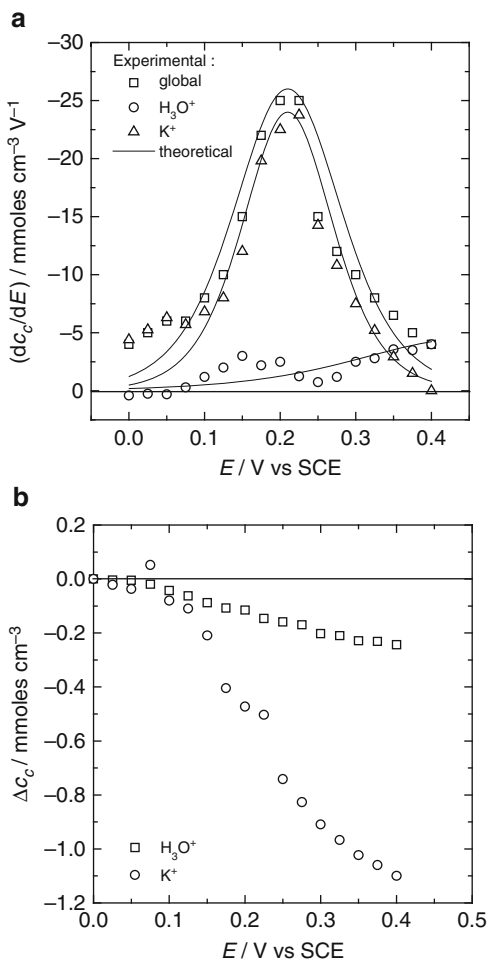 a
−30
−25
−20
−15
−10
−5
0
(dc_c/dE) / mmoles cm⁻³ V⁻¹
Experimental :
global
H₃O⁺
K⁺
theoretical
0.0 0.1 0.2 0.3 0.4
E / V vs SCE
b
0.2
0.0
−0.2
−0.4
−0.6
−0.8
−1.0
−1.2
Δc_c / mmoles cm⁻³
H₃O⁺
K⁺
0.0 0.1 0.2 0.3 0.4 0.5
E / V vs SCE